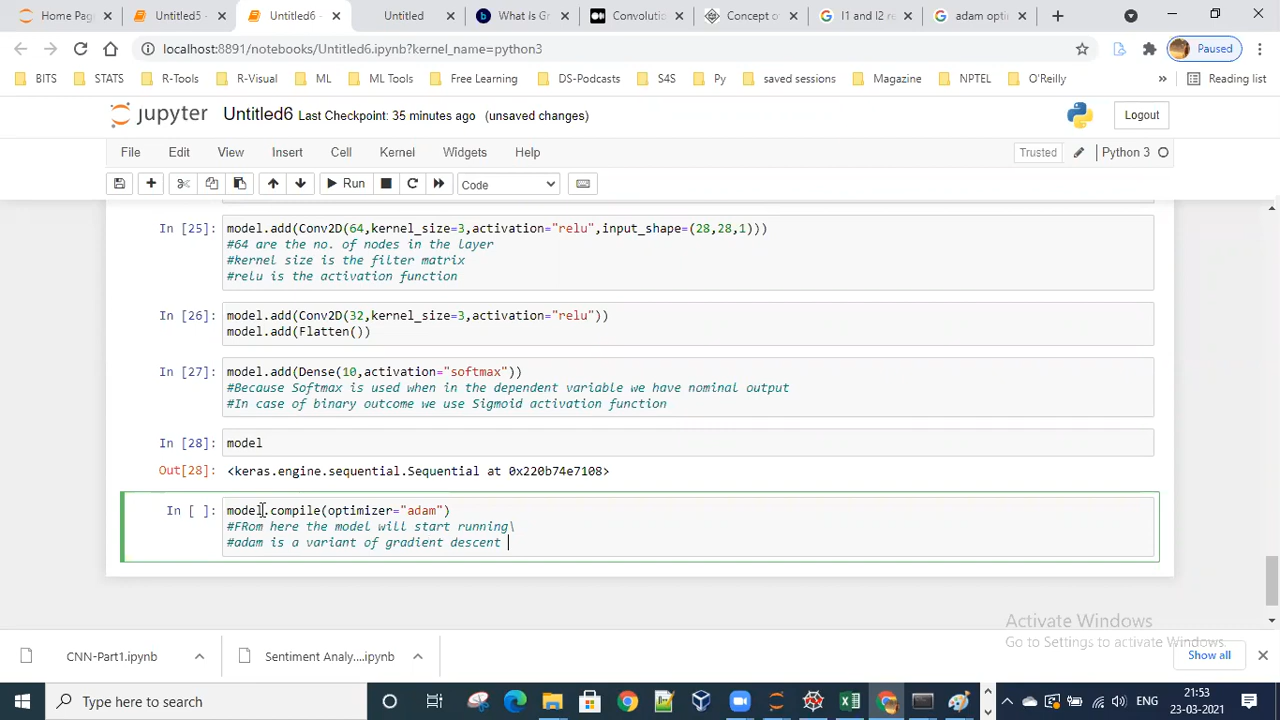 Untitled5 -
Untitled6 -
Untitled
What is Gr
Convolutio
Concept o
l1 and l2 re
adam opti
Home Pag
localhost:8891/notebooks/Untitled6.ipynb?kernel_name=python3
Paused
BITS
STATS
R-Tools
R-Visual
ML
ML Tools
Free Learning
DS-Podcasts
S4S
Py
saved sessions
Magazine
NPTEL
O'Reilly
»
Reading list
jupyter
Untitled6 Last Checkpoint: 35 minutes ago (unsaved changes)
Logout
File
Edit
View
Insert
Cell
Kernel
Widgets
Help
Trusted
Python 3
Run
Code
In [25]: model.add(Conv2D(64,kernel_size=3,activation="relu",input_shape=(28,28,1)))
#64 are the no. of nodes in the layer
#kernel size is the filter matrix
#relu is the activation function
In [26]: model.add(Conv2D(32,kernel_size=3,activation="relu"))
model.add(Flatten())
In [27]: model.add(Dense(10,activation="softmax"))
#Because Softmax is used when in the dependent variable we have nominal output
#In case of binary outcome we use Sigmoid activation function
In [28]: model
Out[28]: <keras.engine.sequential.Sequential at 0x220b74e7108>
In [ ]: model.compile(optimizer="adam")
#FRom here the model will start running\
#adam is a variant of gradient descent
Activate Windows
Go to Settings to activate Windows.
CNN-Part1.ipynb
Sentiment Analy....ipynb
Show all
Type here to search
ENG
21:53
23-03-2021